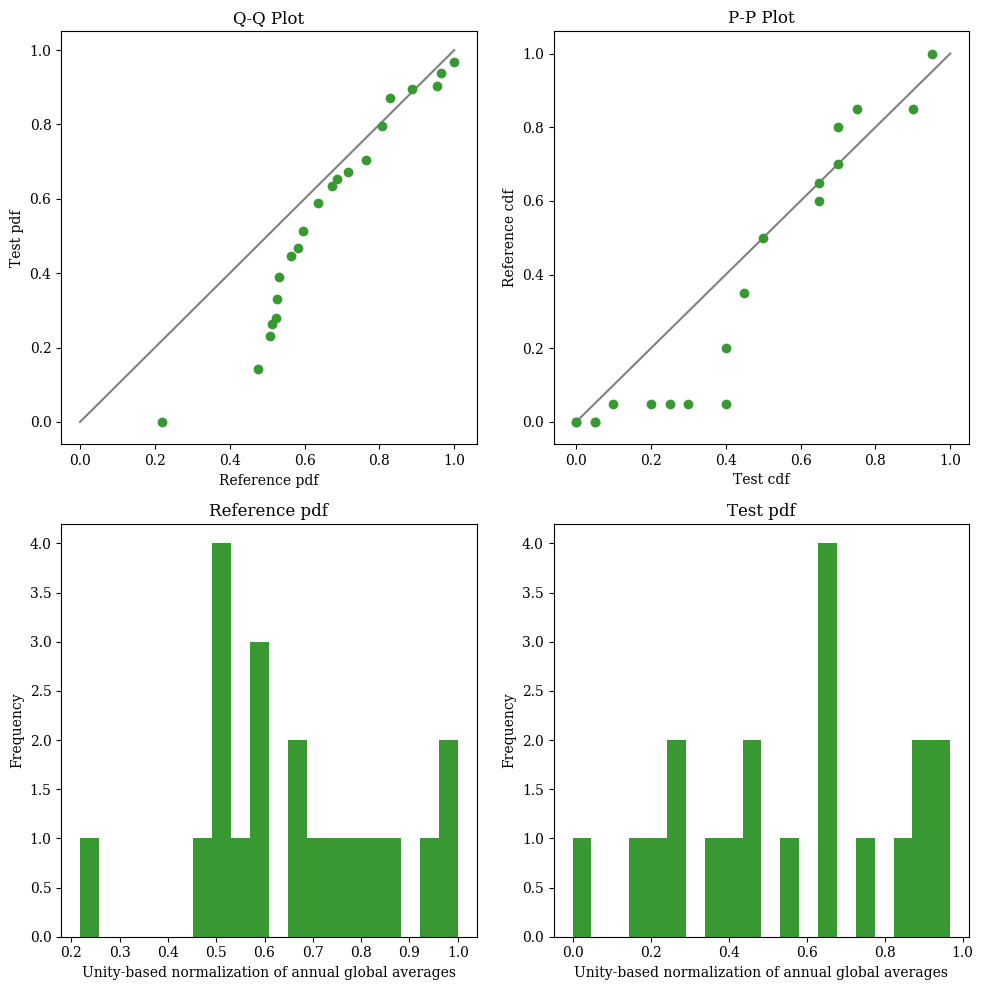 Q-Q Plot
1.0
0.8
0.6
0.4
0.2
0.0
Test pdf
0.0 0.2 0.4 0.6 0.8 1.0
Reference pdf
P-P Plot
1.0
0.8
0.6
0.4
0.2
0.0
Reference cdf
0.0 0.2 0.4 0.6 0.8 1.0
Test cdf
Reference pdf
4.0
3.5
3.0
2.5
2.0
1.5
1.0
0.5
0.0
Frequency
0.2 0.3 0.4 0.5 0.6 0.7 0.8 0.9 1.0
Unity-based normalization of annual global averages
Test pdf
4.0
3.5
3.0
2.5
2.0
1.5
1.0
0.5
0.0
Frequency
0.0 0.2 0.4 0.6 0.8 1.0
Unity-based normalization of annual global averages